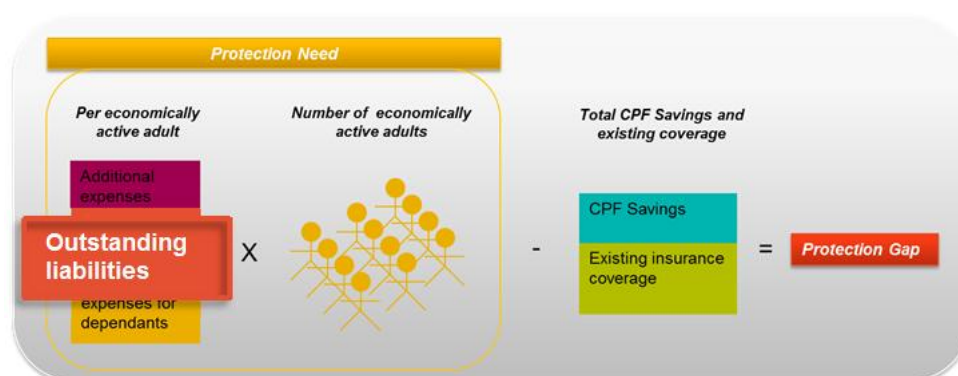 Protection Need
Per economically
active adult
Number of economically
active adults
Total CPF Savings and
existing coverage
Additional
expenses
Outstanding
liabilities
expenses for
dependants
X
-
CPF Savings
Existing insurance
coverage
=
Protection Gap